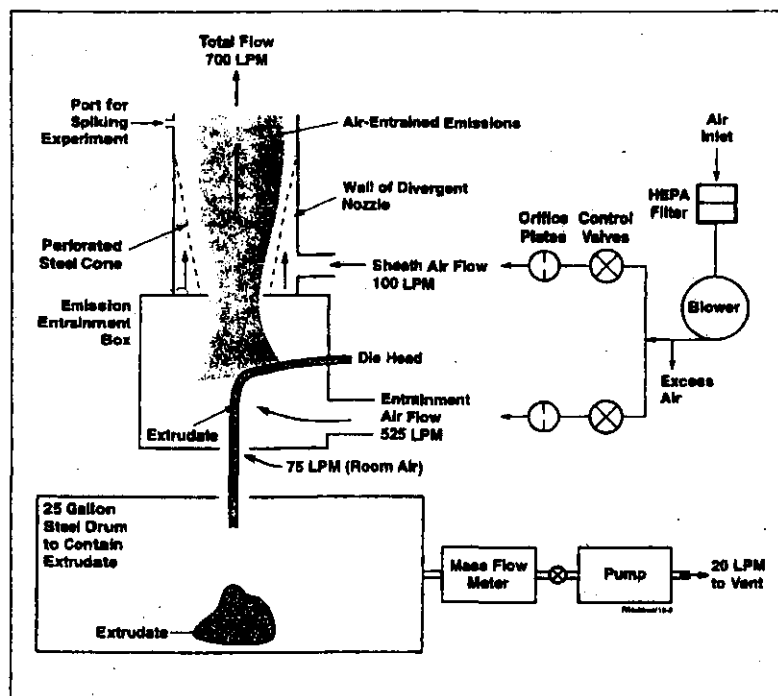 Total Flow
700 LPM
Port for
Spiking
Experiment
Air-Entrained Emissions
Air
Inlet
HEPA
Filter
Wall of Divergent
Nozzle
Orifice
Plates
Control
Valves
Perforated
Steel Cone
Sheath Air Flow
100 LPM
Emission
Entrainment
Box
Blower
Die Head
Excess
Air
Entrainment
Air Flow
525 LPM
Extrudate
75 LPM (Room Air)
25 Gallon
Steel Drum
to Contain
Extrudate
Mass Flow
Meter
Pump
20 LPM
to Vent
Extrudate